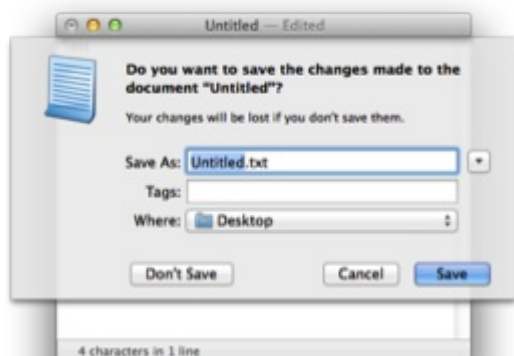 Untitled — Edited
Do you want to save the changes made to the
document “Untitled”?
Your changes will be lost if you don't save them.
Save As: Untitled.txt
Tags:
Where: Desktop
Don't Save Cancel Save
4 characters in 1 line